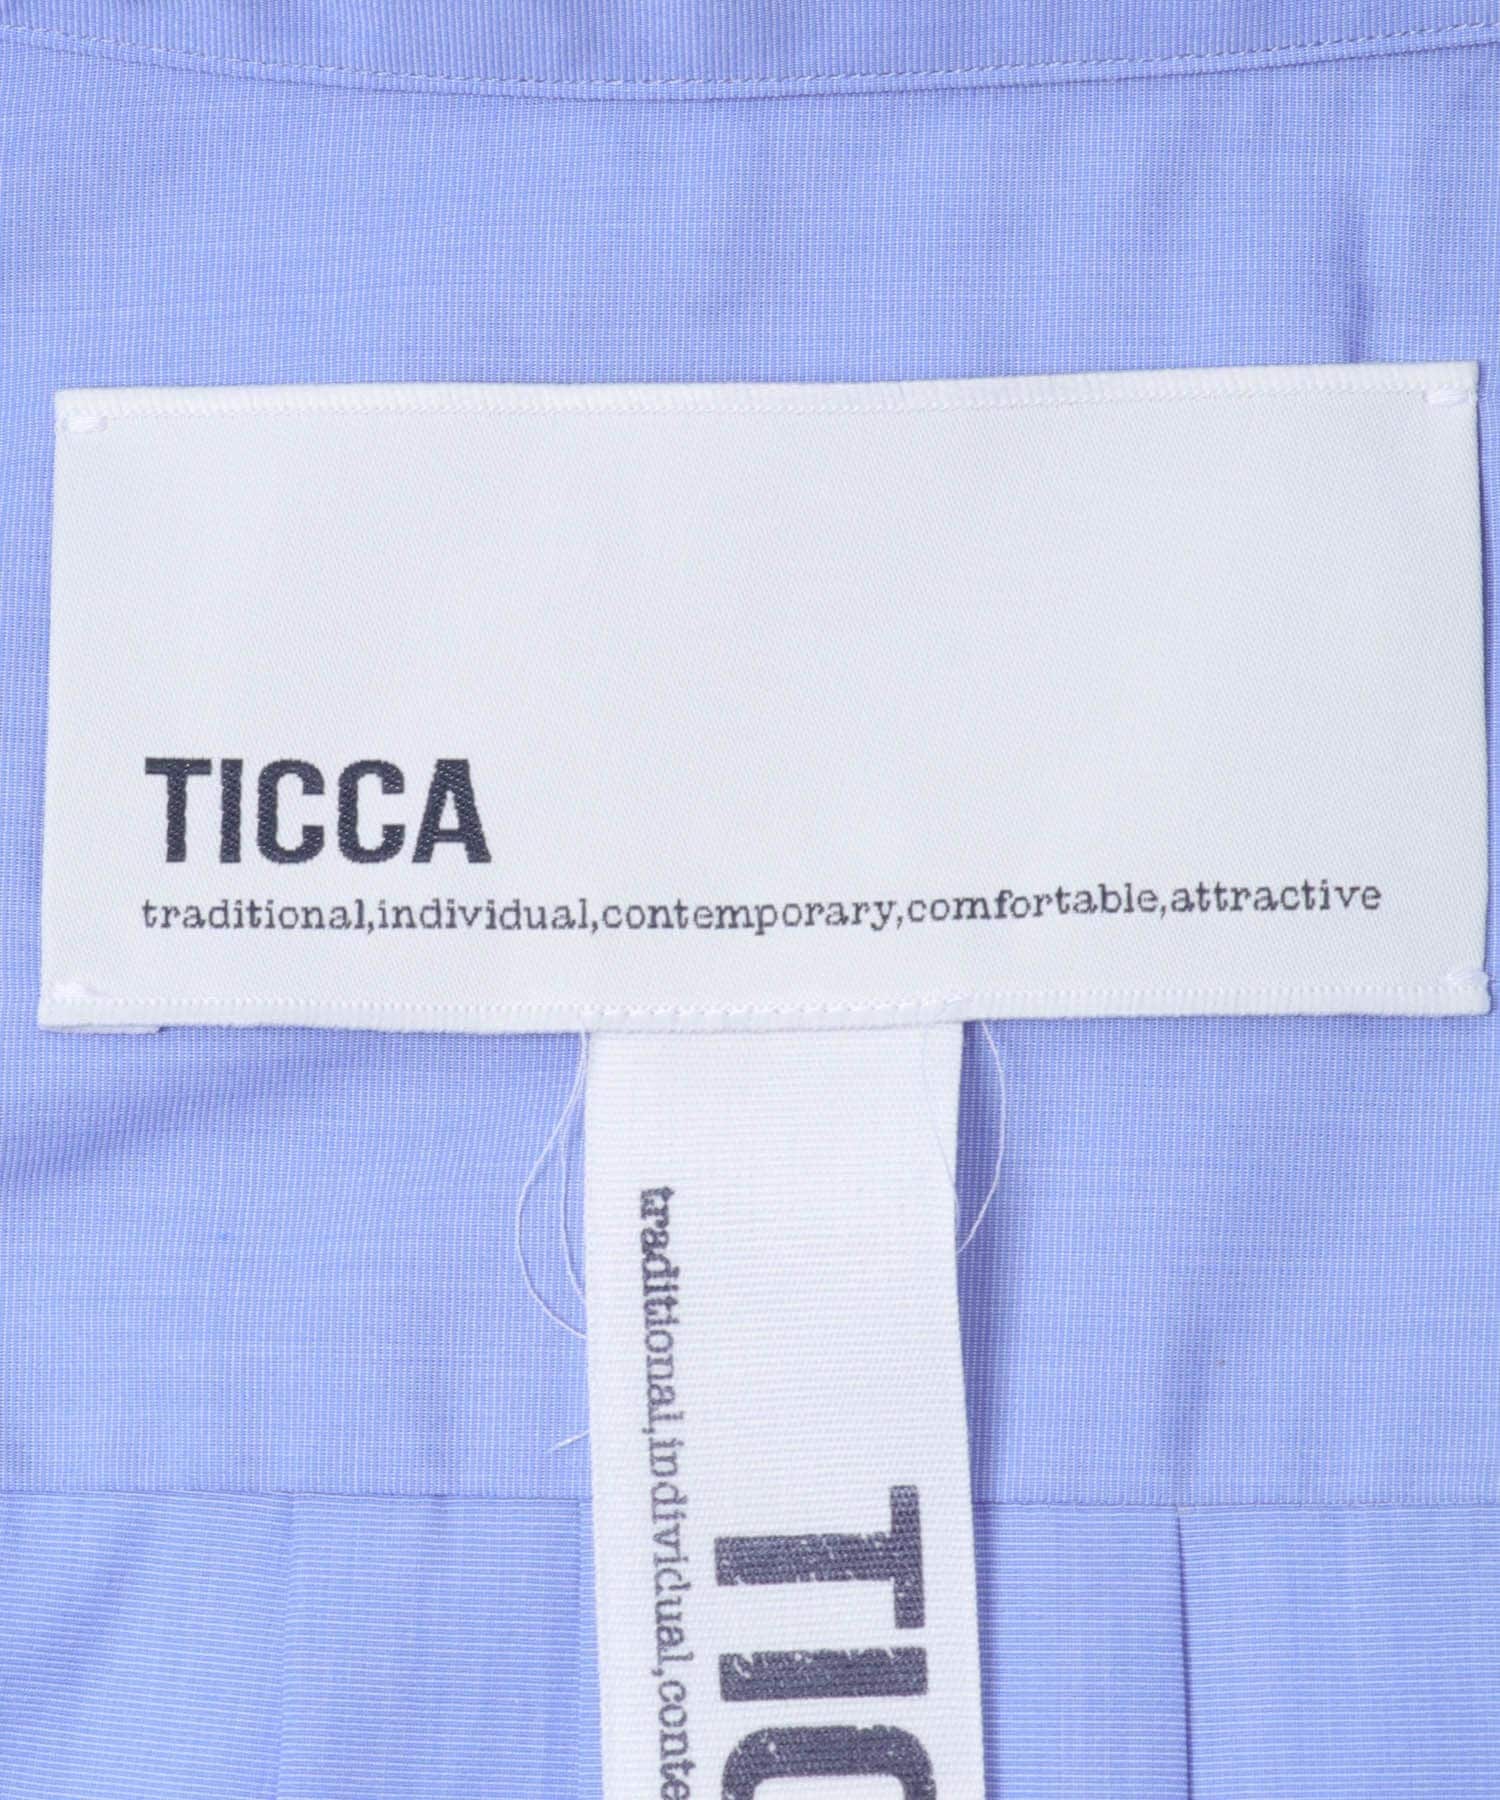 TICCA
traditional,individual,contemporary,comfortable,attractive
TIC
traditional,individual,conte